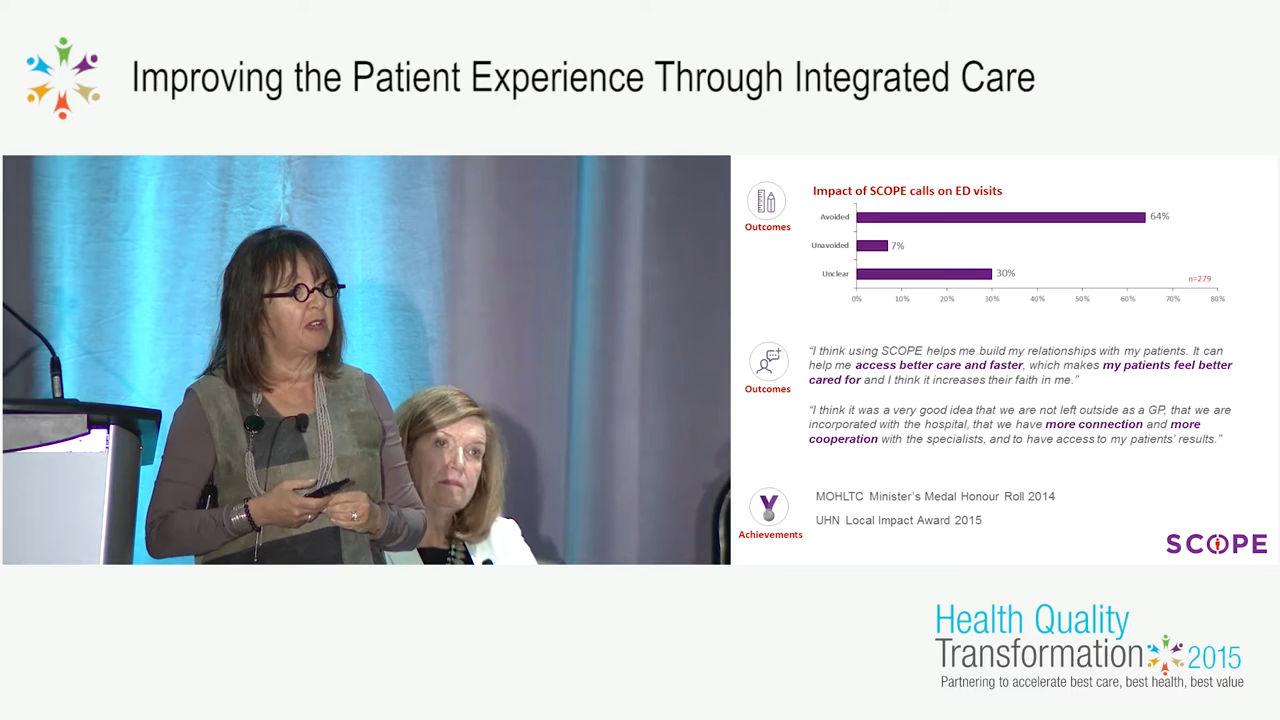 Improving the Patient Experience Through Integrated Care
Impact of SCOPE calls on ED visits
Outcomes
Avoided
64%
Unavoided
7%
Unclear
30%
n=279
0% 10% 20% 30% 40% 50% 60% 70% 80%
Outcomes
“I think using SCOPE helps me build my relationships with my patients. It can
help me access better care and faster, which makes my patients feel better
cared for and I think it increases their faith in me.”
“I think it was a very good idea that we are not left outside as a GP, that we are
incorporated with the hospital, that we have more connection and more
cooperation with the specialists, and to have access to my patients’ results.”
Achievements
MOHLTC Minister’s Medal Honour Roll 2014
UHN Local Impact Award 2015
SCOPE
Health Quality
Transformation 2015
Partnering to accelerate best care, best health, best value